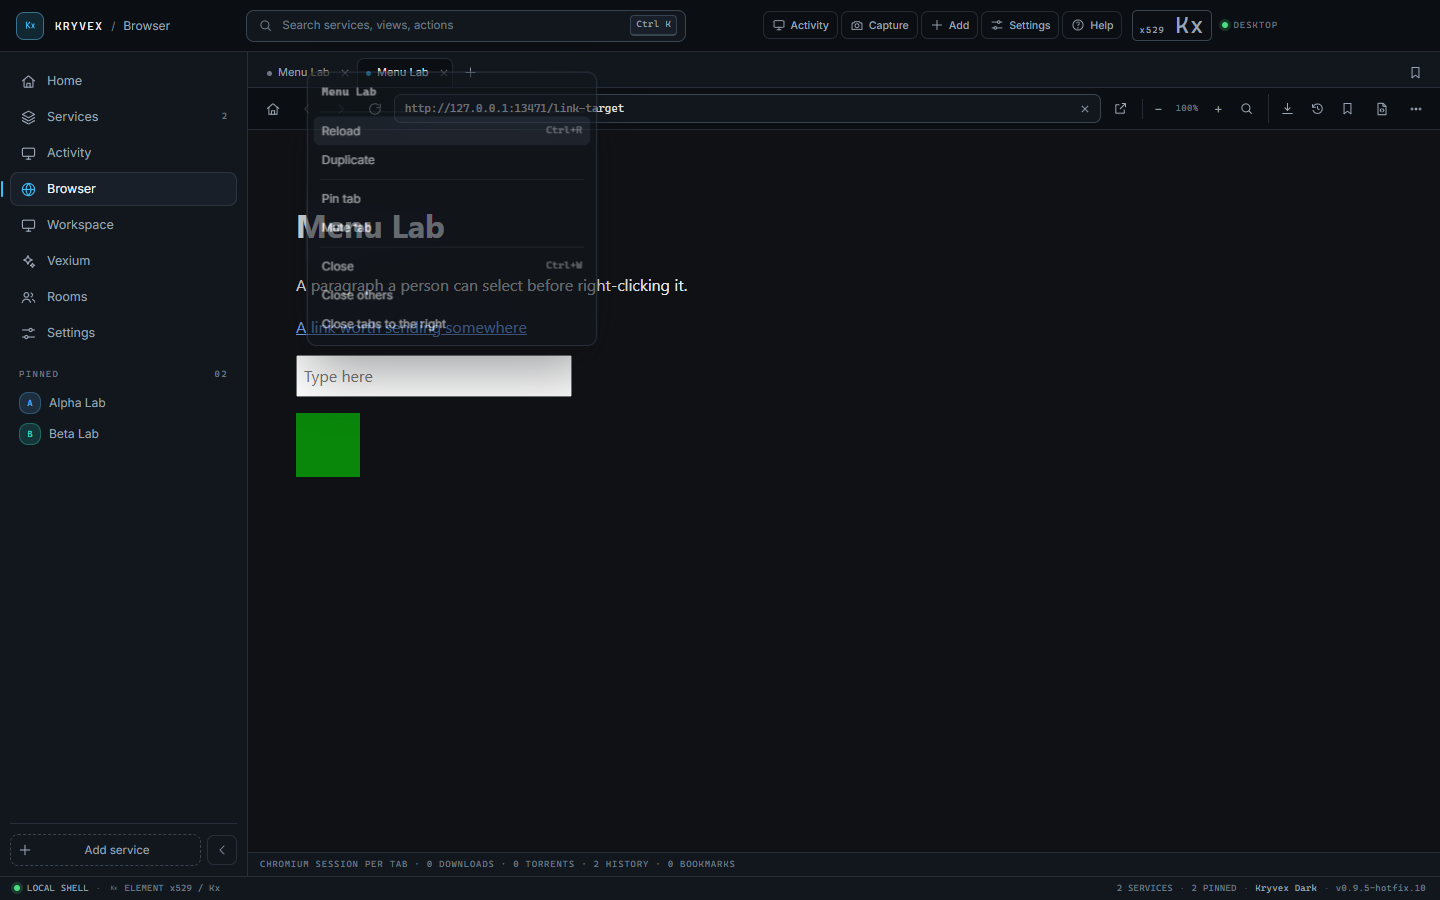 Kx KRYVEX / Browser
Search services, views, actions Ctrl K
Activity Capture + Add Settings Help x529 Kx DESKTOP
Home
Services 2
Activity
Browser
Workspace
Vexium
Rooms
Settings
PINNED 02
A Alpha Lab
B Beta Lab
+ Add service
Menu Lab × Menu Lab × +
http://127.0.0.1:13471/link-target × − 100% +
Menu Lab
Reload Ctrl+R
Duplicate
Pin tab
Mute tab
Close Ctrl+W
Close others
Close tabs to the right
Menu Lab
A paragraph a person can select before right-clicking it.
A link worth sending somewhere
Type here
CHROMIUM SESSION PER TAB · 0 DOWNLOADS · 0 TORRENTS · 2 HISTORY · 0 BOOKMARKS
LOCAL SHELL · Kx ELEMENT x529 / Kx
2 SERVICES · 2 PINNED · Kryvex Dark · v0.9.5-hotfix.10